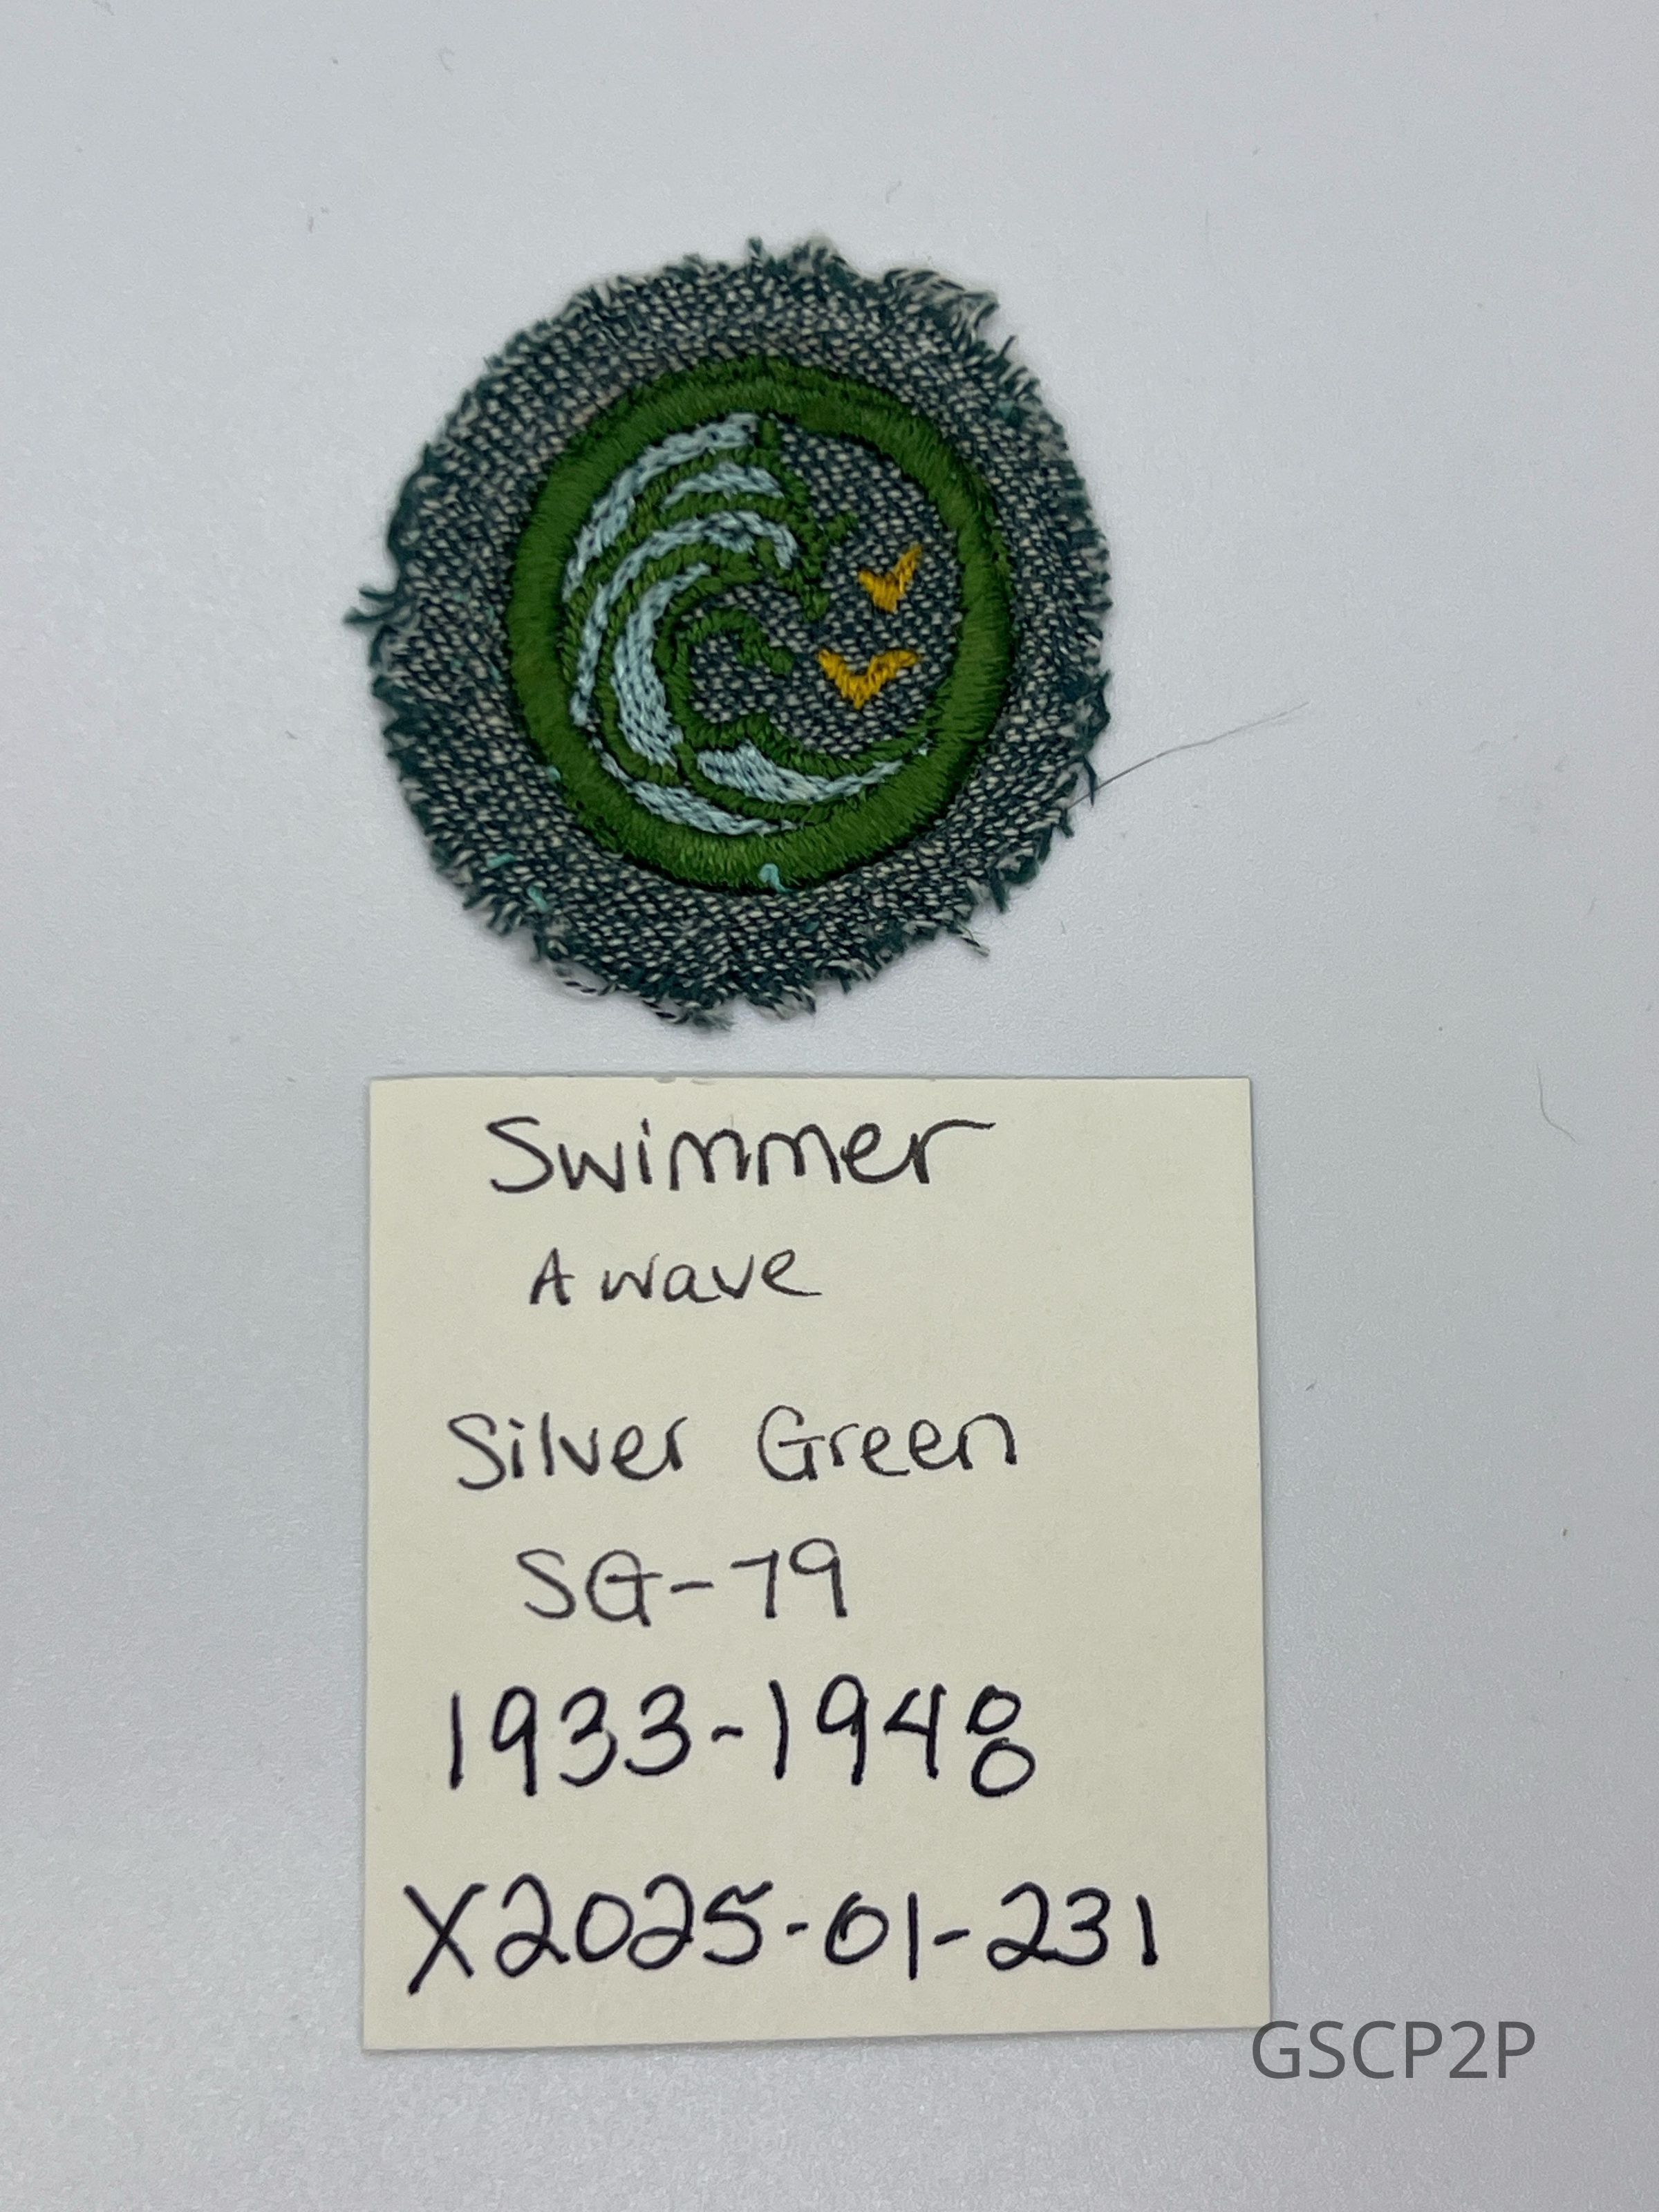 Swimmer
A wave
Silver Green
SG-79
1933-1948
X2025-01-231
GSCP2P